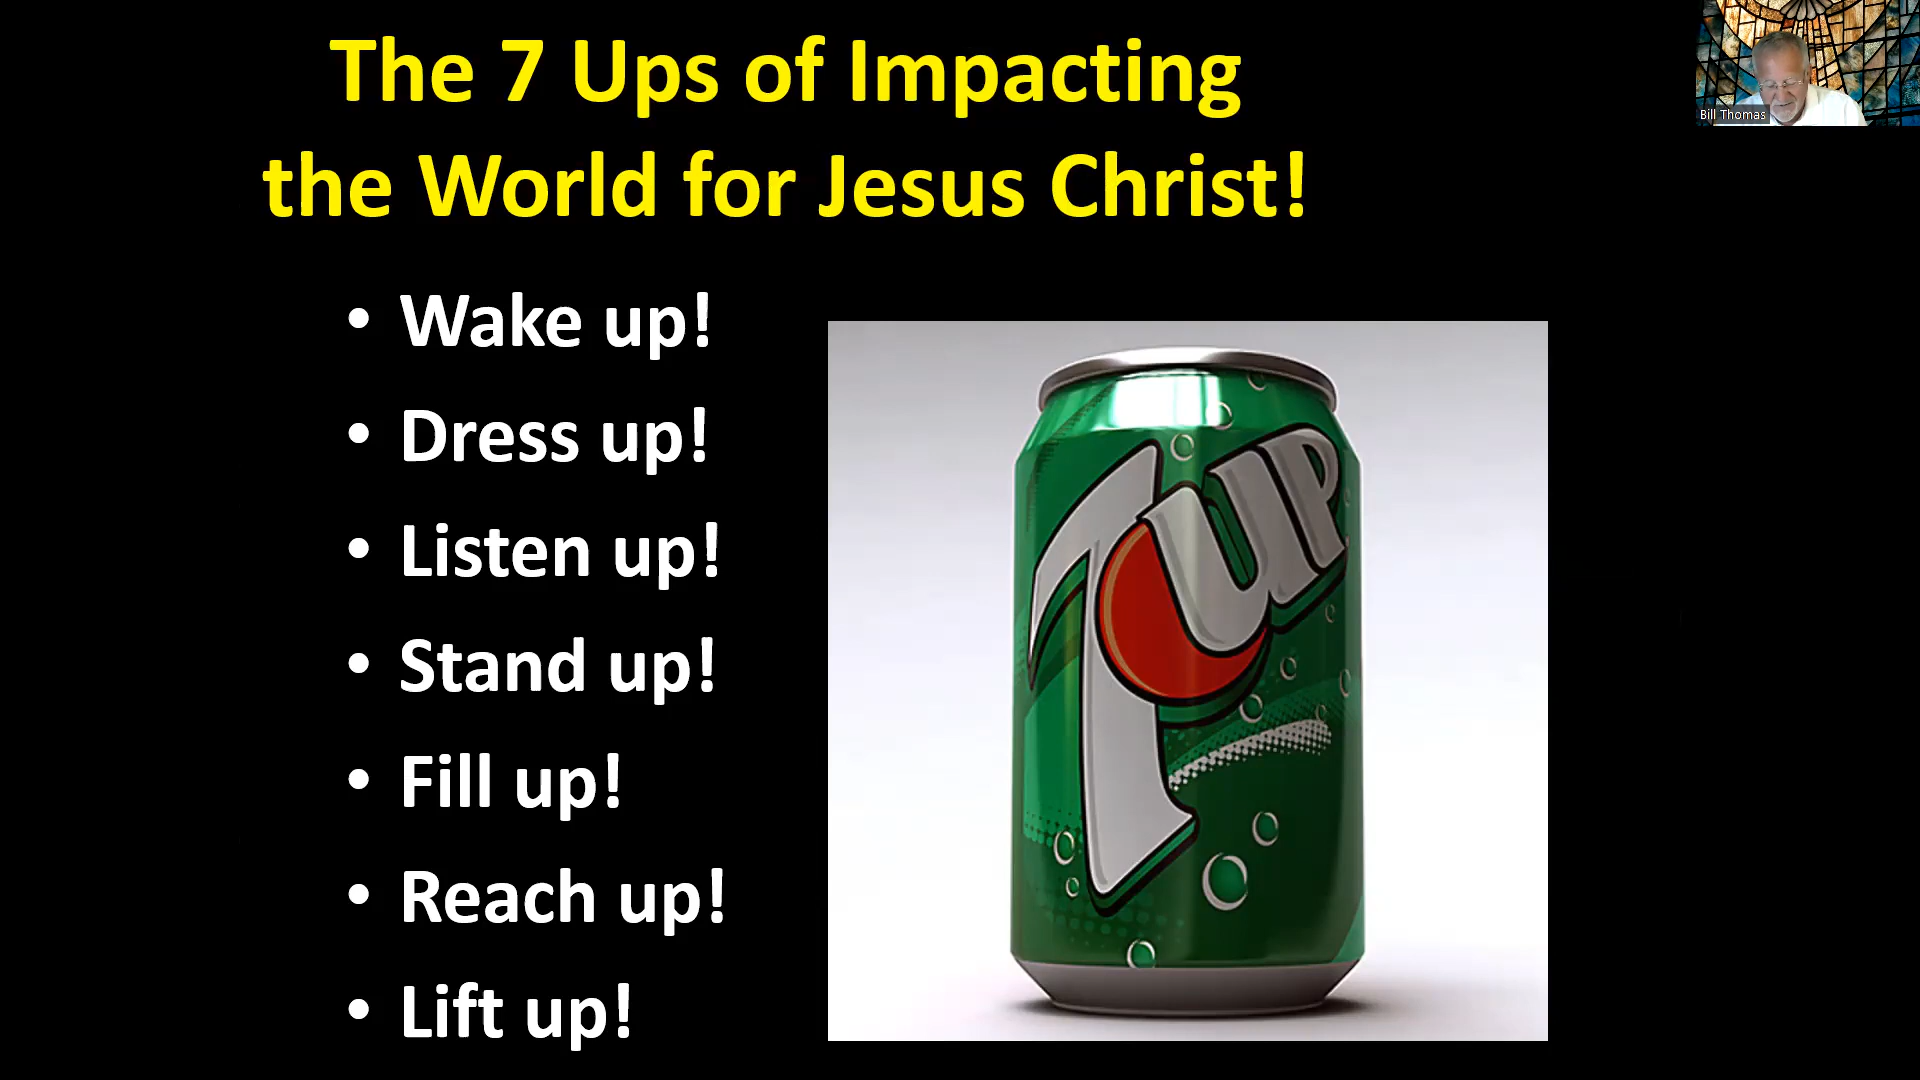 The 7 Ups of Impacting
the World for Jesus Christ!
Bill Thomas
• Wake up!
• Dress up!
• Listen up!
• Stand up!
• Fill up!
• Reach up!
• Lift up!
7UP